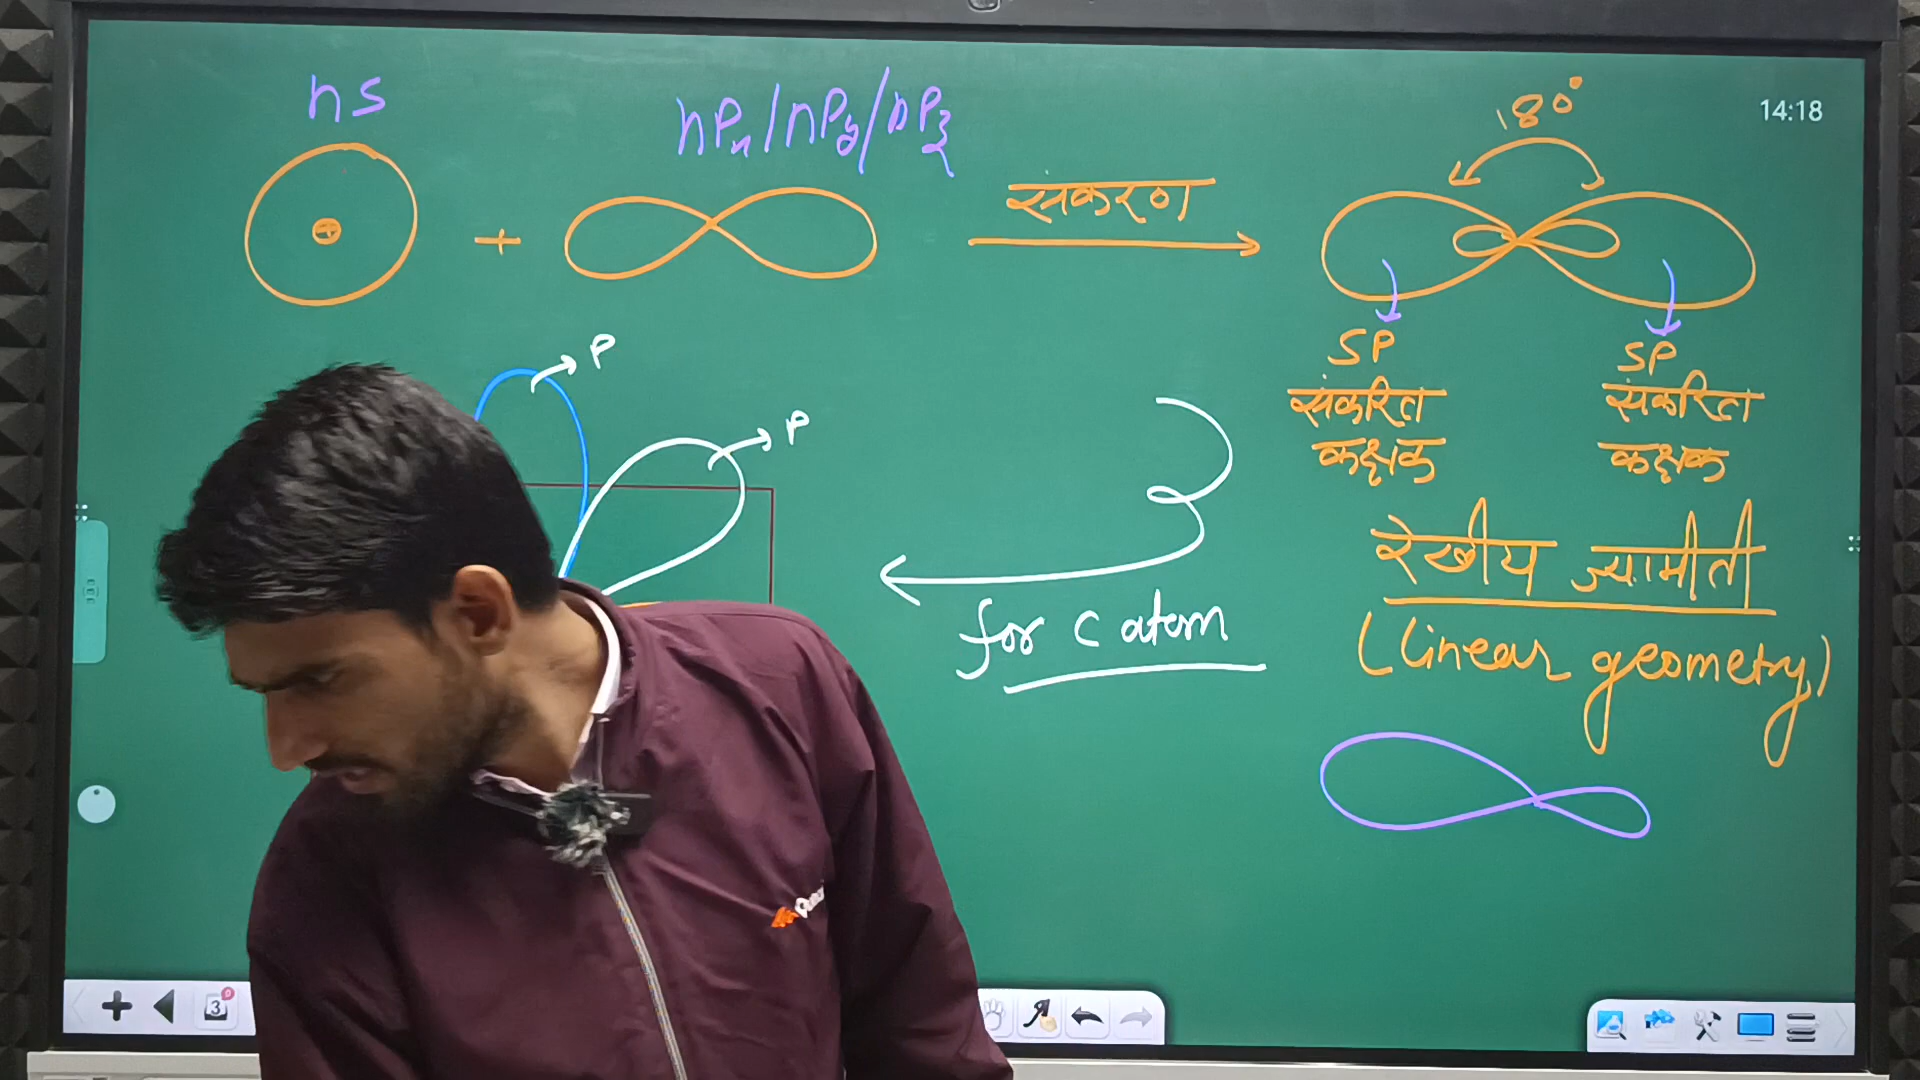 ns
nPx/nPy/nPz
180°
14:18
+
संकरण
P
P
SP
SP
संकरित
संकरित
कक्षक
कक्षक
रेखीय ज्यामीती
for C atom
(linear geometry)
3